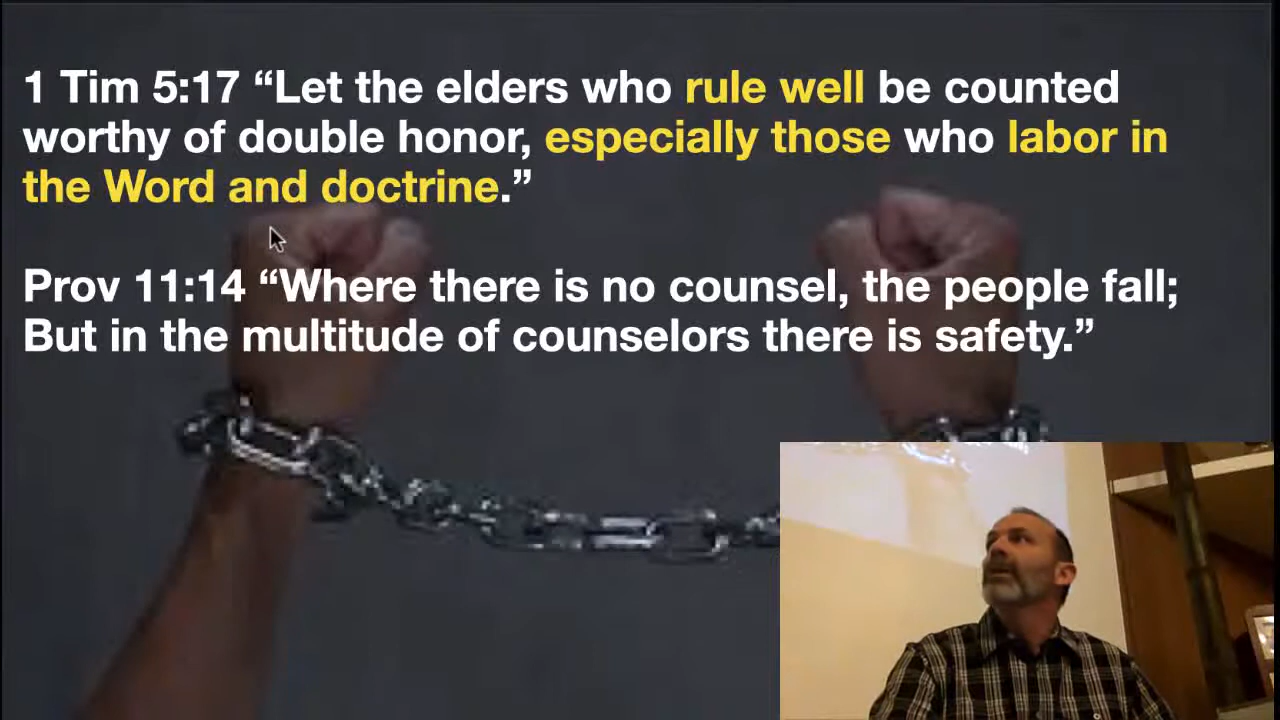 1 Tim 5:17 “Let the elders who rule well be counted
worthy of double honor, especially those who labor in
the Word and doctrine.”
Prov 11:14 “Where there is no counsel, the people fall;
But in the multitude of counselors there is safety.”